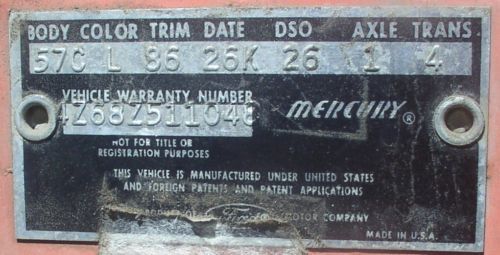 BODY COLOR TRIM DATE DSO AXLE TRANS
57C L 86 26K 26 1 4
VEHICLE WARRANTY NUMBER
4Z68Z511048
MERCURY®
NOT FOR TITLE OR
REGISTRATION PURPOSES
THIS VEHICLE IS MANUFACTURED UNDER UNITED STATES
AND FOREIGN PATENTS AND PATENT APPLICATIONS
Ford MOTOR COMPANY
MADE IN U.S.A.